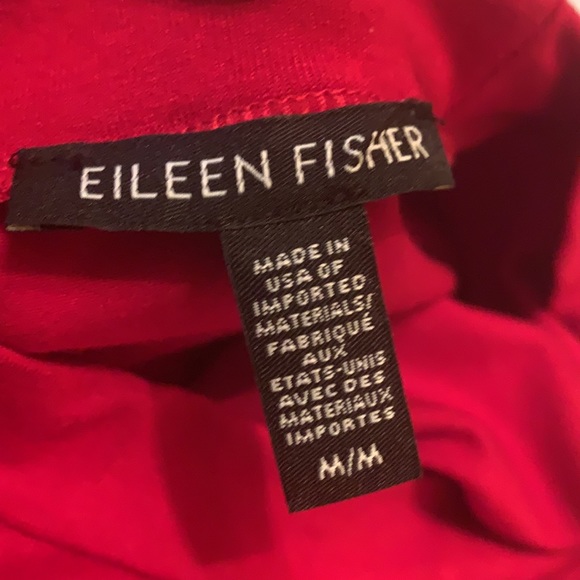 EILEEN FISHER
MADE IN
USA OF
IMPORTED
MATERIALS/
FABRIQUÉ
AUX
ETATS-UNIS
AVEC DES
MATERIAUX
IMPORTES
M/M